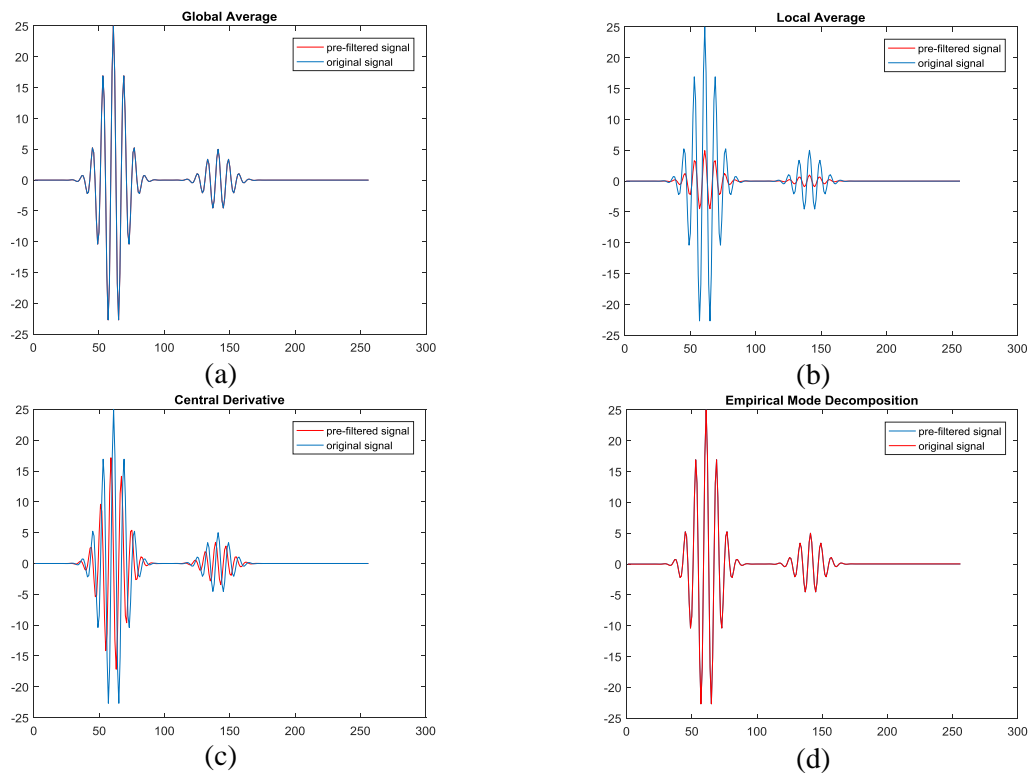 Global Average
25
20
15
10
5
0
-5
-10
-15
-20
-25
0 50 100 150 200 250 300
pre-filtered signal
original signal
(a)
Local Average
25
20
15
10
5
0
-5
-10
-15
-20
-25
0 50 100 150 200 250 300
pre-filtered signal
original signal
(b)
Central Derivative
25
20
15
10
5
0
-5
-10
-15
-20
-25
0 50 100 150 200 250 300
pre-filtered signal
original signal
(c)
Empirical Mode Decomposition
25
20
15
10
5
0
-5
-10
-15
-20
-25
0 50 100 150 200 250 300
pre-filtered signal
original signal
(d)